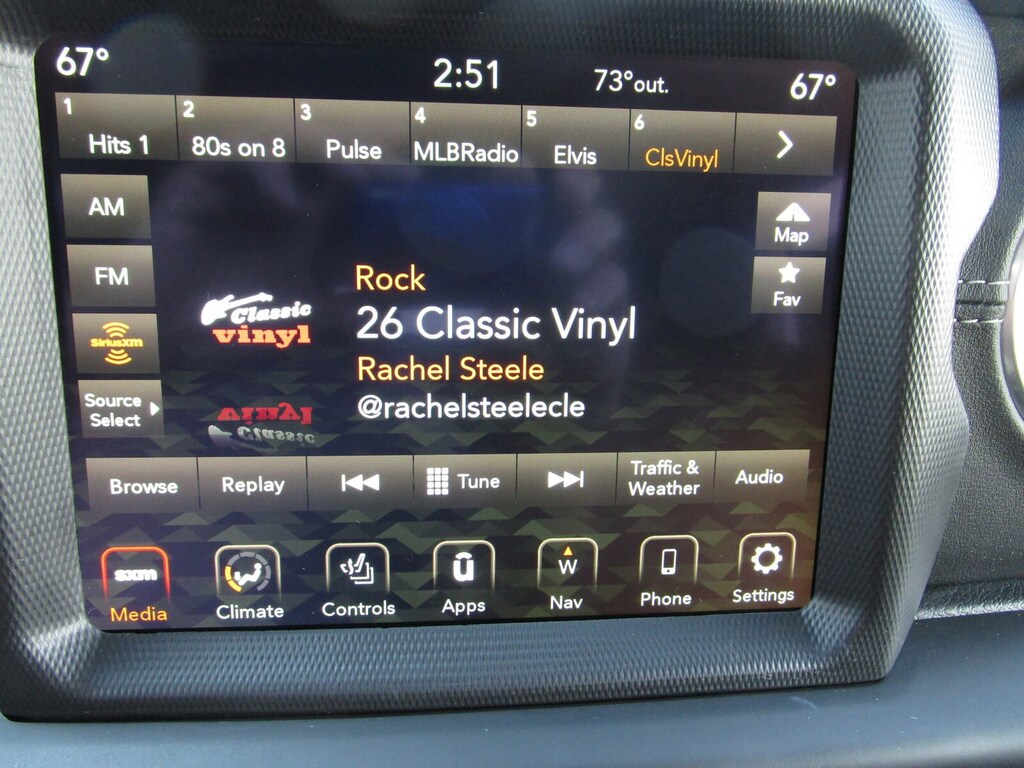 67° 2:51 73°out. 67°
1 2 3 4 5 6
Hits 1 80s on 8 Pulse MLBRadio Elvis ClsVinyl
AM
Map
FM
Fav
SiriusXM
Source
Select
Classic
vinyl
Rock
26 Classic Vinyl
Rachel Steele
@rachelsteelecle
Browse Replay Tune Traffic & Weather Audio
sxm
Media
Climate
Controls
ū
Apps
W
Nav
Phone
Settings